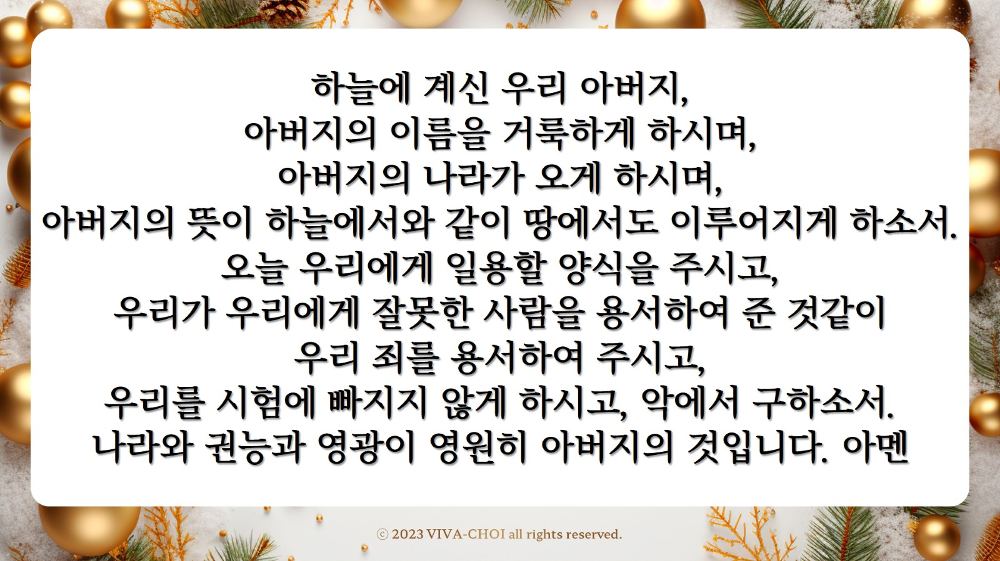 하늘에 계신 우리 아버지,
아버지의 이름을 거룩하게 하시며,
아버지의 나라가 오게 하시며,
아버지의 뜻이 하늘에서와 같이 땅에서도 이루어지게 하소서.
오늘 우리에게 일용할 양식을 주시고,
우리가 우리에게 잘못한 사람을 용서하여 준 것같이
우리 죄를 용서하여 주시고,
우리를 시험에 빠지지 않게 하시고, 악에서 구하소서.
나라와 권능과 영광이 영원히 아버지의 것입니다. 아멘
ⓒ 2023 VIVA-CHOI all rights reserved.